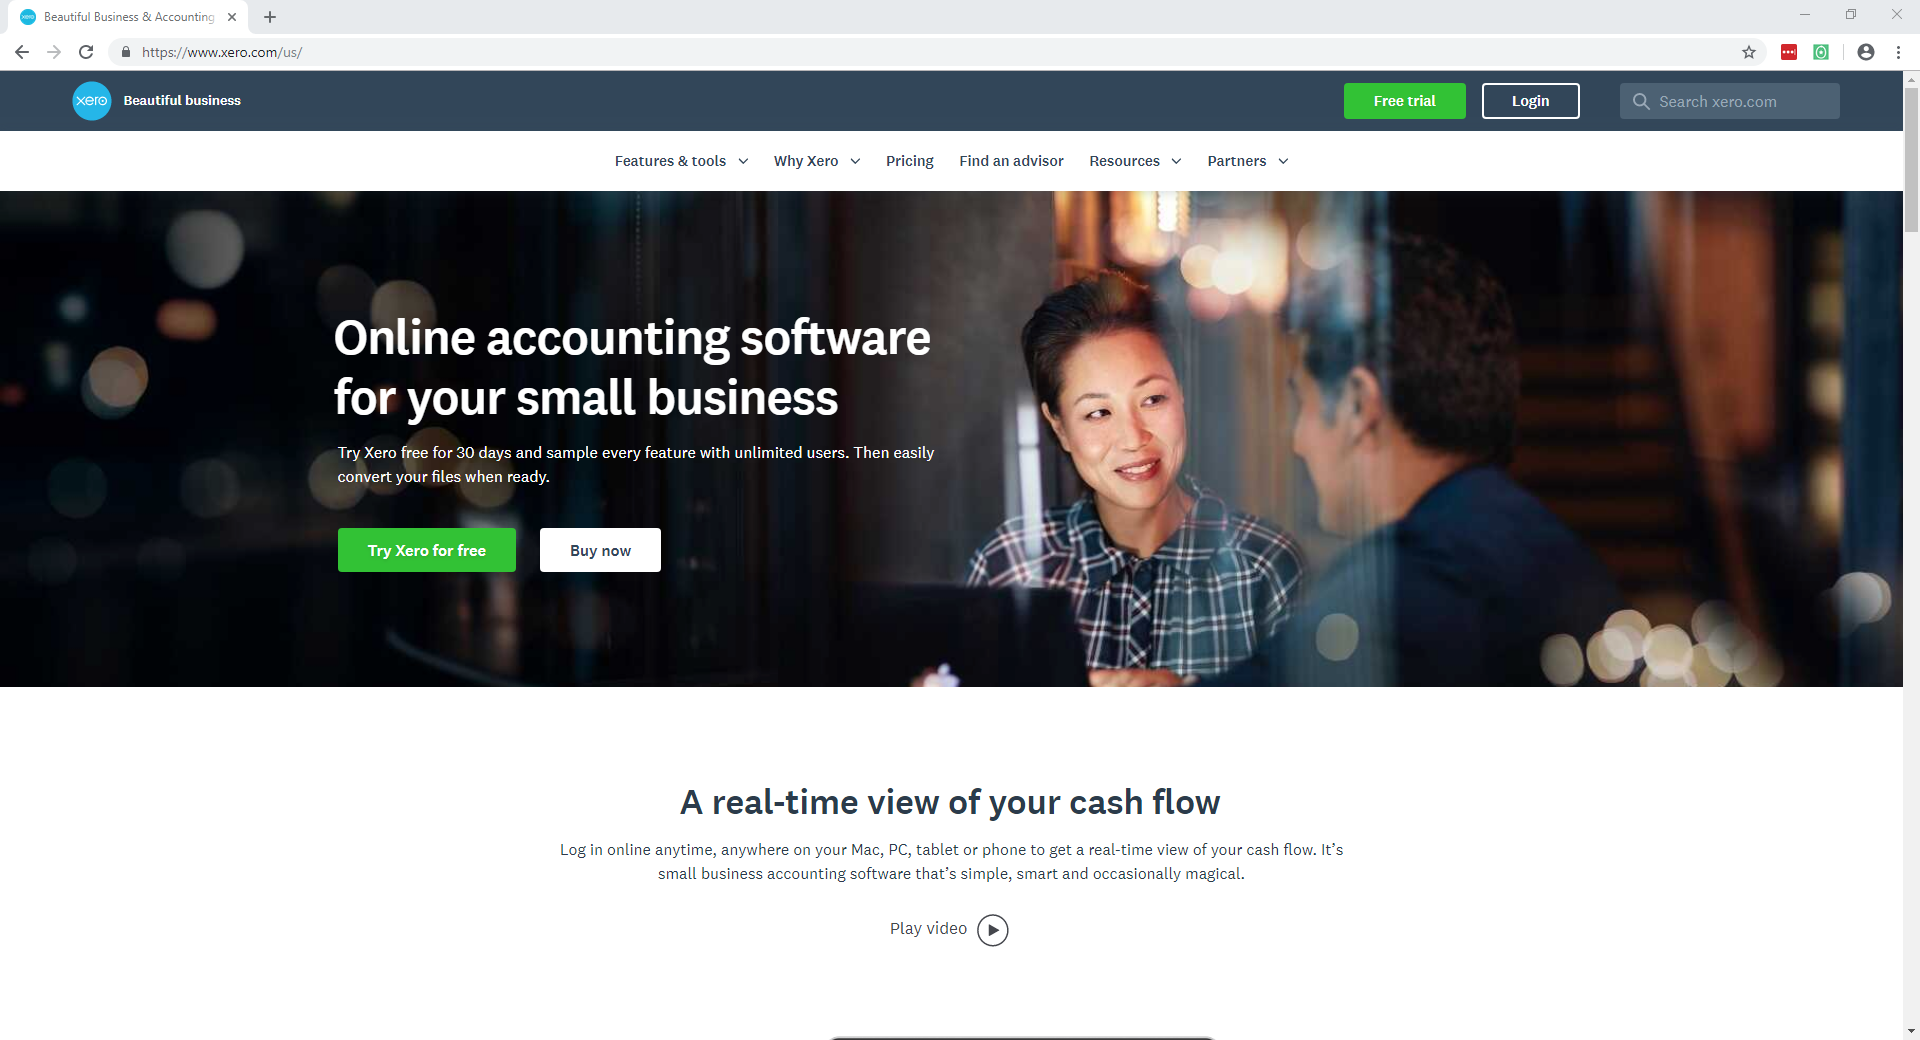 Beautiful Business & Accounting
https://www.xero.com/us/
xero
Beautiful business
Free trial
Login
Search xero.com
Features & tools
Why Xero
Pricing
Find an advisor
Resources
Partners
Online accounting software
for your small business
Try Xero free for 30 days and sample every feature with unlimited users. Then easily
convert your files when ready.
Try Xero for free
Buy now
A real-time view of your cash flow
Log in online anytime, anywhere on your Mac, PC, tablet or phone to get a real-time view of your cash flow. It’s
small business accounting software that’s simple, smart and occasionally magical.
Play video